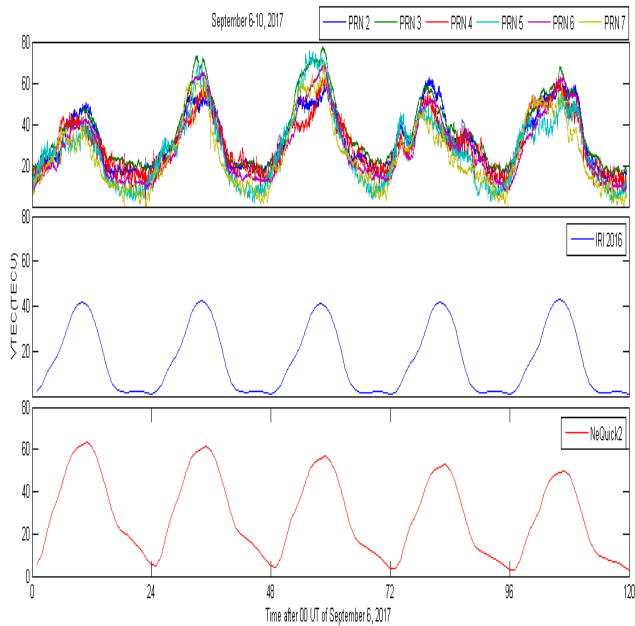 September 6-10, 2017
PRN 2 PRN 3 PRN 4 PRN 5 PRN 6 PRN 7
80
60
40
20
80
60
40
20
IRI 2016
VTEC(TECU)
80
60
40
20
0
NeQuick2
0 24 48 72 96 120
Time after 00 UT of September 6, 2017